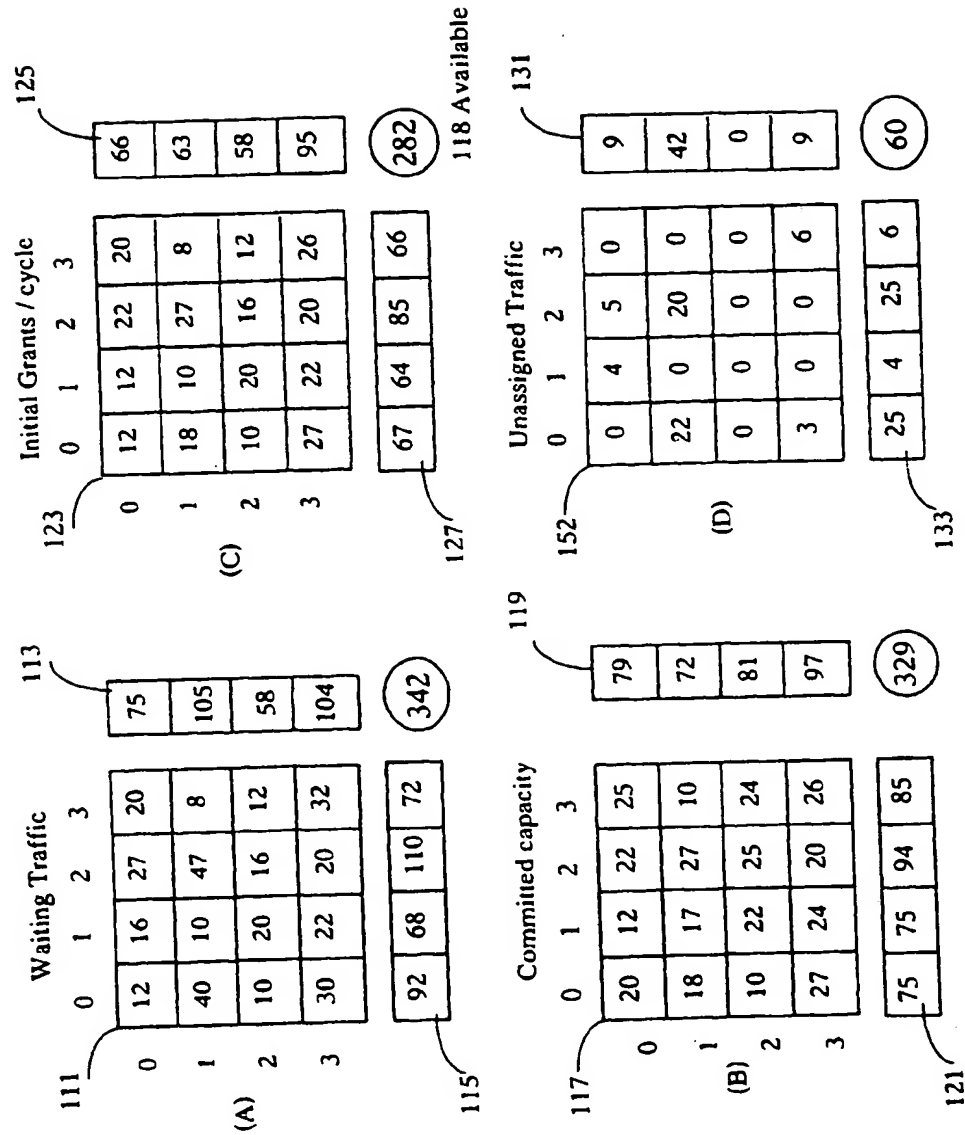 Waiting Traffic
111
113
0 1 2 3
0 12 16 27 20 75
1 40 10 47 8 105
2 10 20 16 12 58
3 30 22 20 32 104
(A)
92 68 110 72 342
115
Initial Grants / cycle
123
125
0 1 2 3
0 12 12 22 20 66
1 18 10 27 8 63
2 10 20 16 12 58
3 27 22 20 26 95
(C)
67 64 85 66 282
127
118 Available
Committed capacity
117
119
0 1 2 3
0 20 12 22 25 79
1 18 17 27 10 72
2 10 22 25 24 81
3 27 24 20 26 97
(B)
75 75 94 85 329
121
Unassigned Traffic
152
131
0 1 2 3
0 4 5 0 9
22 0 20 0 42
0 0 0 0 0
3 0 0 6 9
(D)
25 4 25 6 60
133